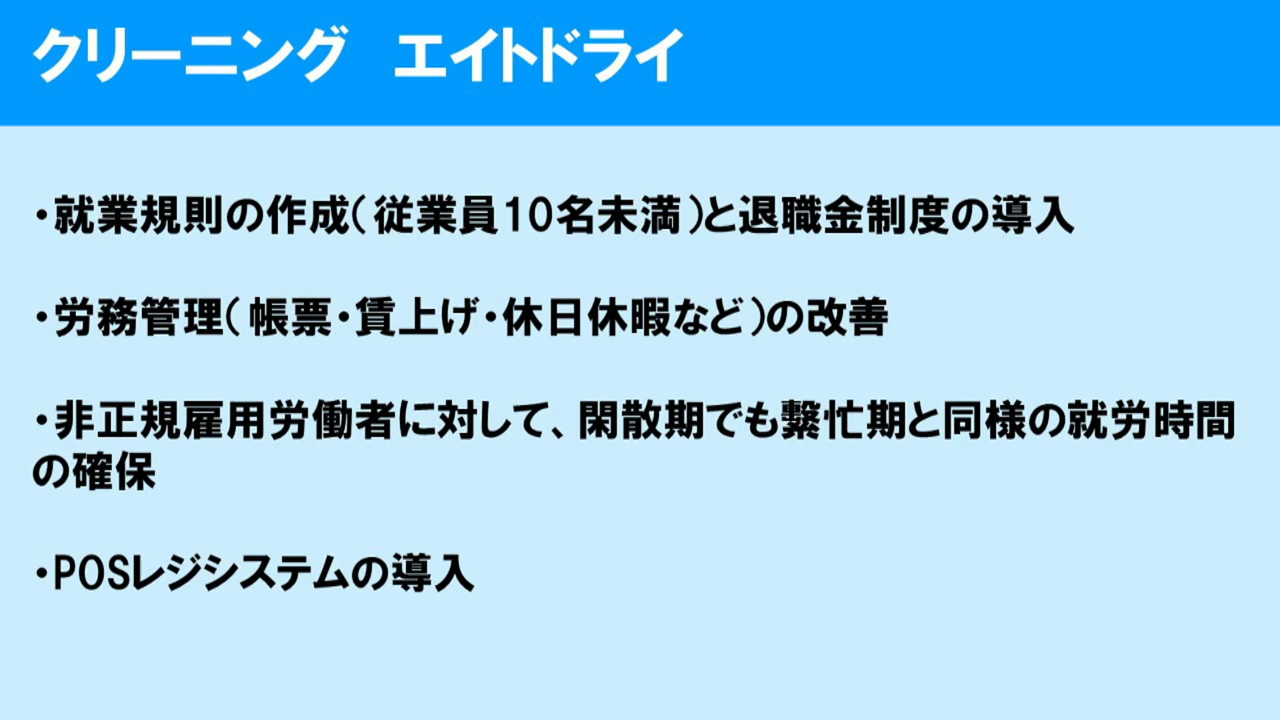 クリーニング　エイトドライ
・就業規則の作成（従業員10名未満）と退職金制度の導入
・労務管理（帳票・賃上げ・休日休暇など）の改善
・非正規雇用労働者に対して、閑散期でも繋忙期と同様の就労時間
の確保
・POSレジシステムの導入